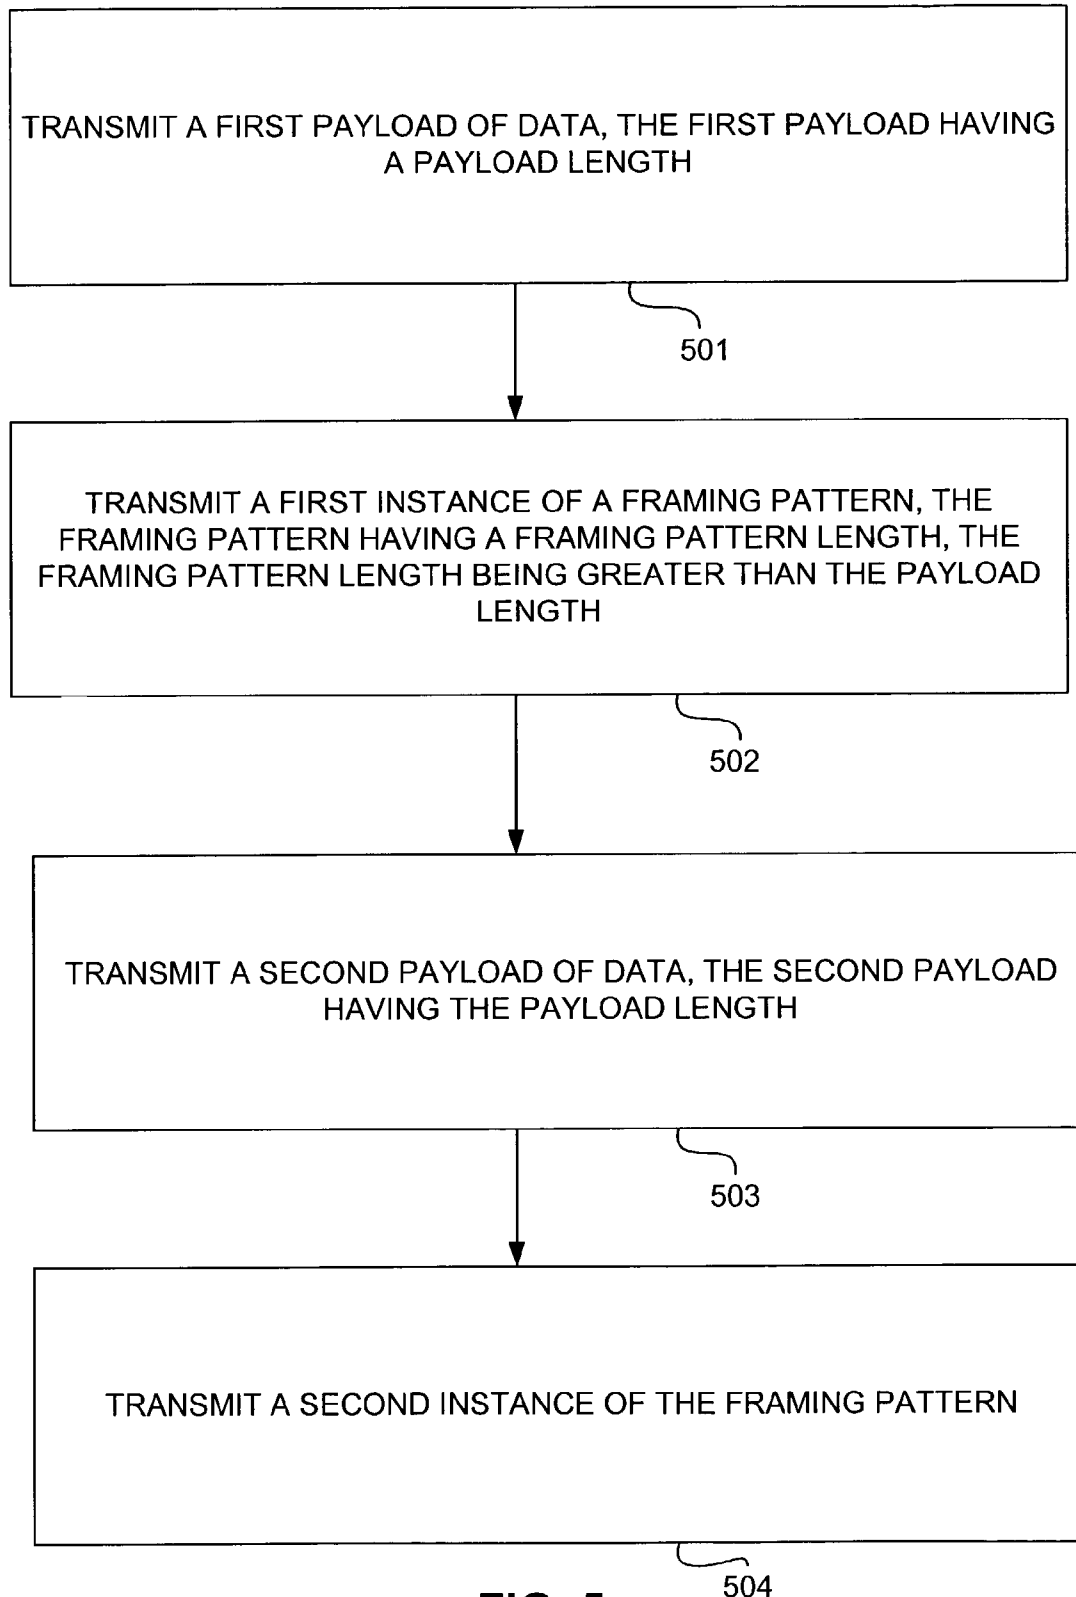 TRANSMIT A FIRST PAYLOAD OF DATA, THE FIRST PAYLOAD HAVING
A PAYLOAD LENGTH
501
TRANSMIT A FIRST INSTANCE OF A FRAMING PATTERN, THE
FRAMING PATTERN HAVING A FRAMING PATTERN LENGTH, THE
FRAMING PATTERN LENGTH BEING GREATER THAN THE PAYLOAD
LENGTH
502
TRANSMIT A SECOND PAYLOAD OF DATA, THE SECOND PAYLOAD
HAVING THE PAYLOAD LENGTH
503
TRANSMIT A SECOND INSTANCE OF THE FRAMING PATTERN
504